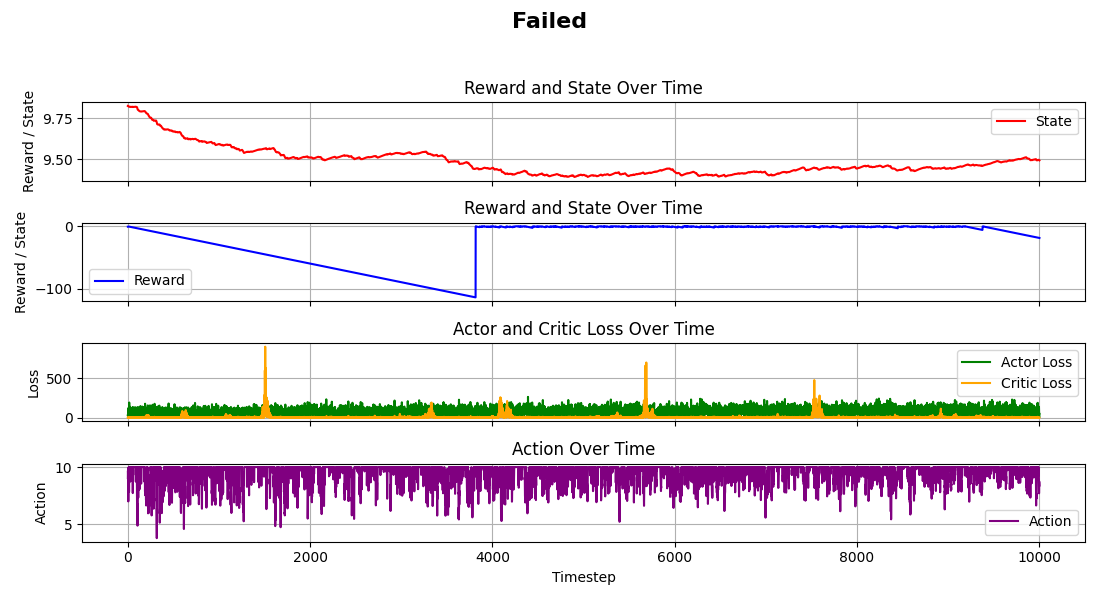 Failed
Reward and State Over Time
Reward / State
9.75
9.50
State
Reward and State Over Time
Reward / State
0
−100
Reward
Actor and Critic Loss Over Time
Loss
500
0
Actor Loss
Critic Loss
Action Over Time
Action
10
5
Action
0 2000 4000 6000 8000 10000
Timestep